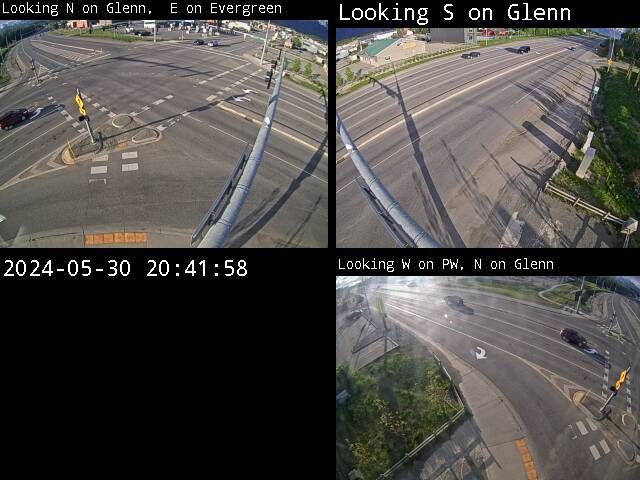 Looking N on Glenn, E on Evergreen
Looking S on Glenn
2024-05-30 20:41:58
Looking W on PW, N on Glenn